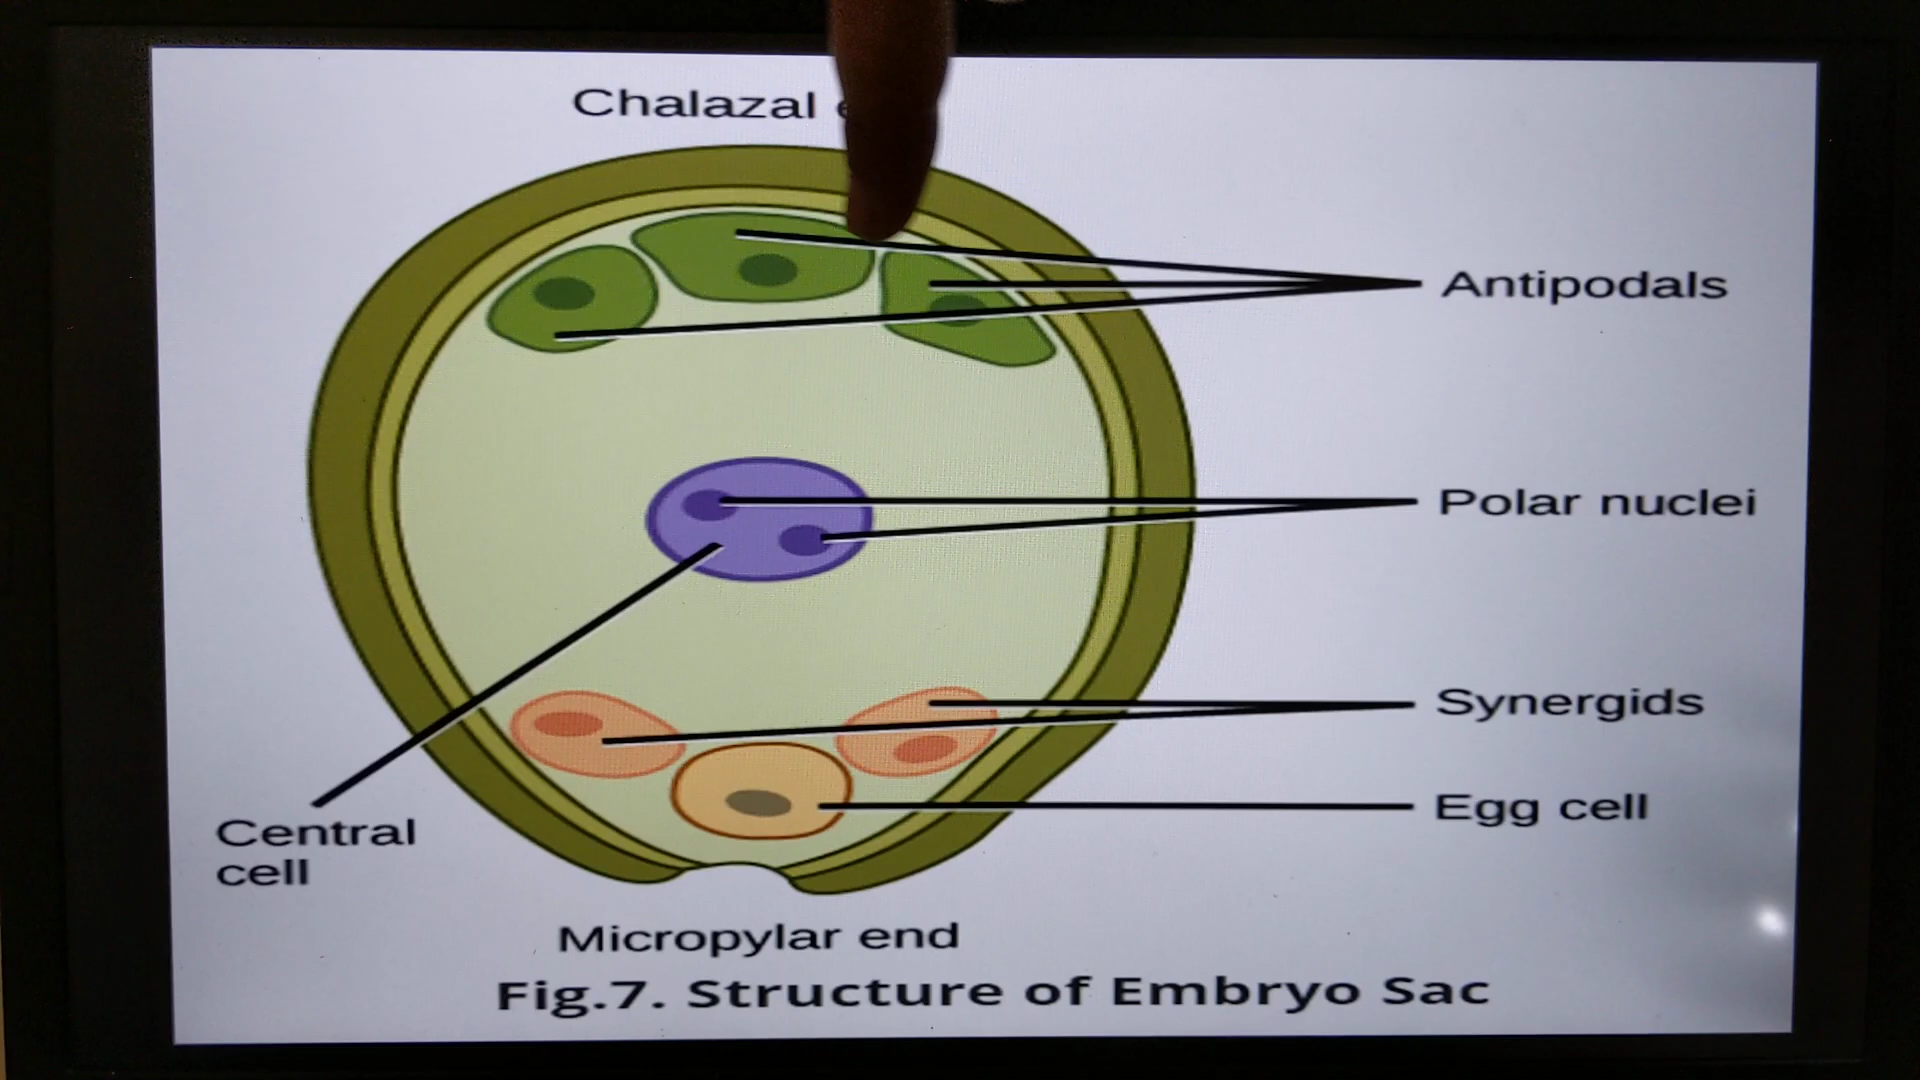 Chalazal
Antipodals
Polar nuclei
Synergids
Egg cell
Central
cell
Micropylar end
Fig.7. Structure of Embryo Sac